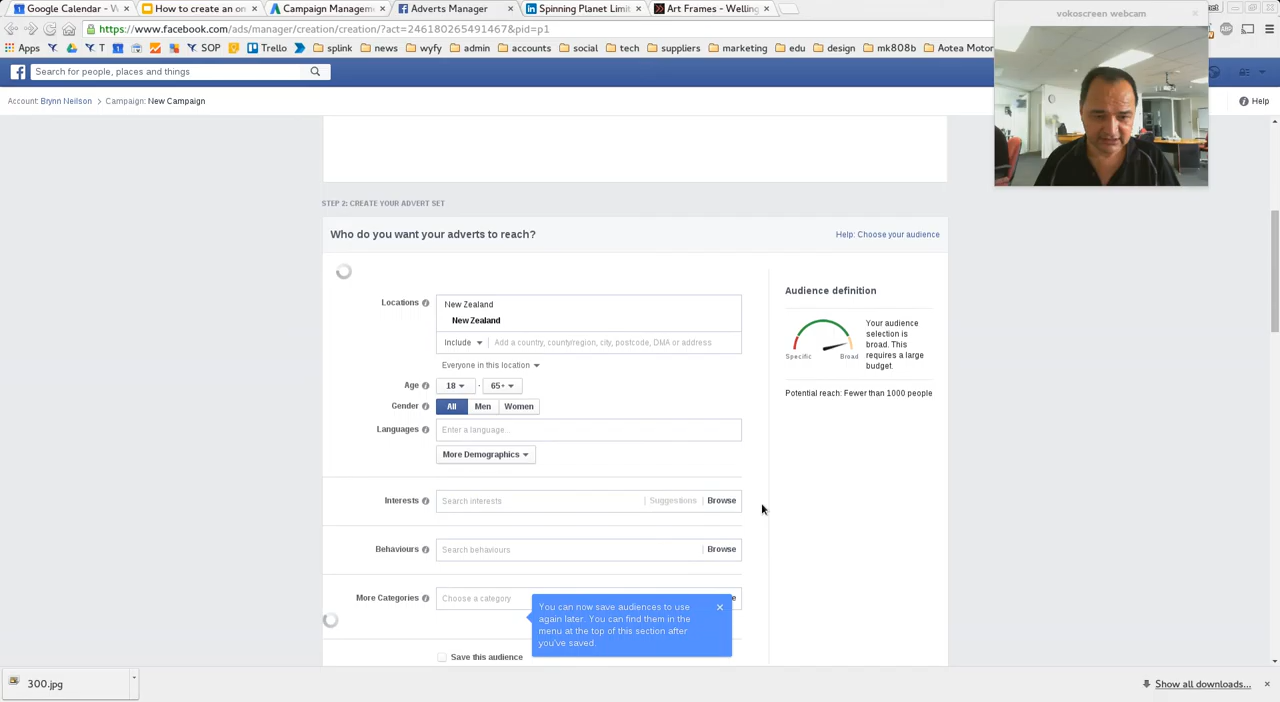 Google Calendar - W
How to create an on
Campaign Managem
Adverts Manager
Spinning Planet Limit
Art Frames - Welling
vokoscreen webcam
https://www.facebook.com/ads/manager/creation/creation/?act=246180265491467&pid=p1
Apps
T
SOP
Trello
splink
news
wyfy
admin
accounts
social
tech
suppliers
marketing
edu
design
mk808b
Aotea Mem
Search for people, places and things
Account: Brynn Neilson > Campaign: New Campaign
Help
STEP 2: CREATE YOUR ADVERT SET
Who do you want your adverts to reach?
Help: Choose your audience
Locations
New Zealand
New Zealand
Include
Add a country, county/region, city, postcode, DMA or address
Everyone in this location
Age
18 - 65+
Gender
All
Men
Women
Languages
Enter a language...
More Demographics
Interests
Search interests
Suggestions
Browse
Behaviours
Search behaviours
Browse
More Categories
Choose a category
You can now save audiences to use
again later. You can find them in the
menu at the top of this section after
you've saved.
Save this audience
Audience definition
Specific
Broad
Your audience
selection is
broad. This
requires a large
budget.
Potential reach: Fewer than 1000 people
300.jpg
Show all downloads...